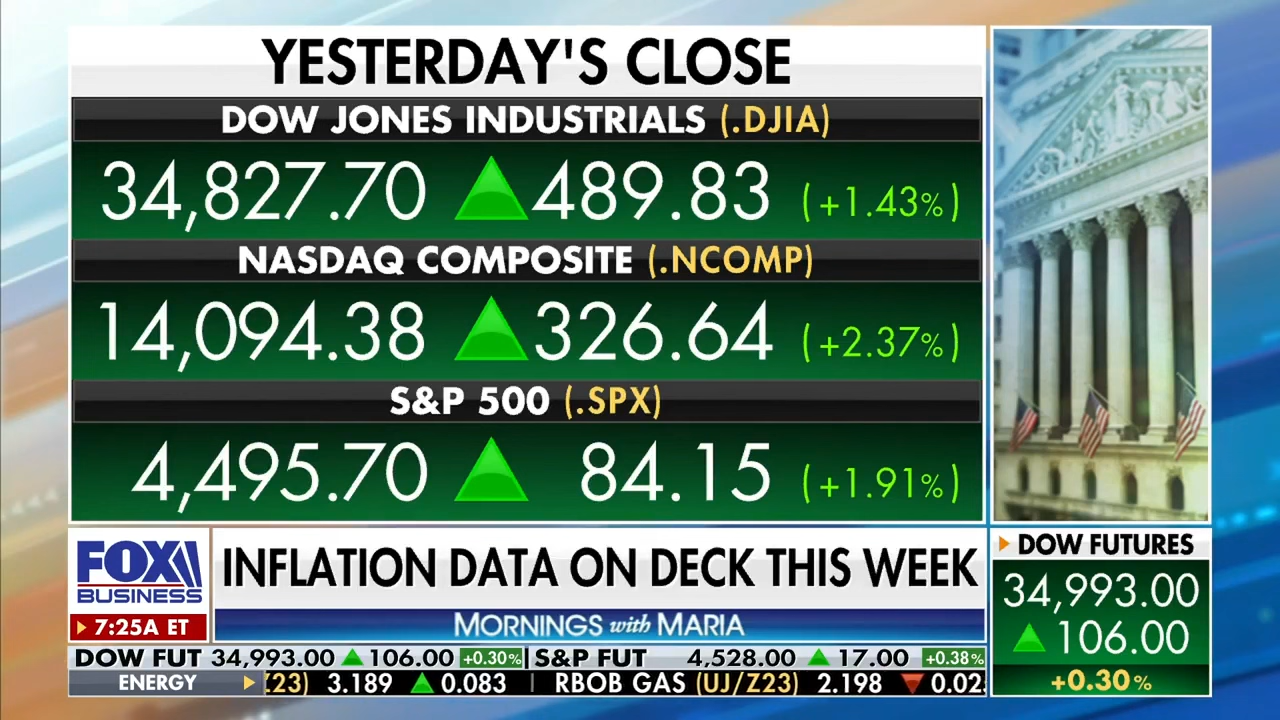 YESTERDAY'S CLOSE
DOW JONES INDUSTRIALS (.DJIA)
34,827.70 ▲ 489.83 (+1.43%)
NASDAQ COMPOSITE (.NCOMP)
14,094.38 ▲ 326.64 (+2.37%)
S&P 500 (.SPX)
4,495.70 ▲ 84.15 (+1.91%)
FOX BUSINESS
7:25A ET
INFLATION DATA ON DECK THIS WEEK
MORNINGS with MARIA
DOW FUTURES
34,993.00
▲ 106.00
+0.30%
DOW FUT 34,993.00 ▲ 106.00 +0.30% S&P FUT 4,528.00 ▲ 17.00 +0.38%
ENERGY Z23) 3.189 ▲ 0.083 RBOB GAS (UJ/Z23) 2.198 ▼ 0.02